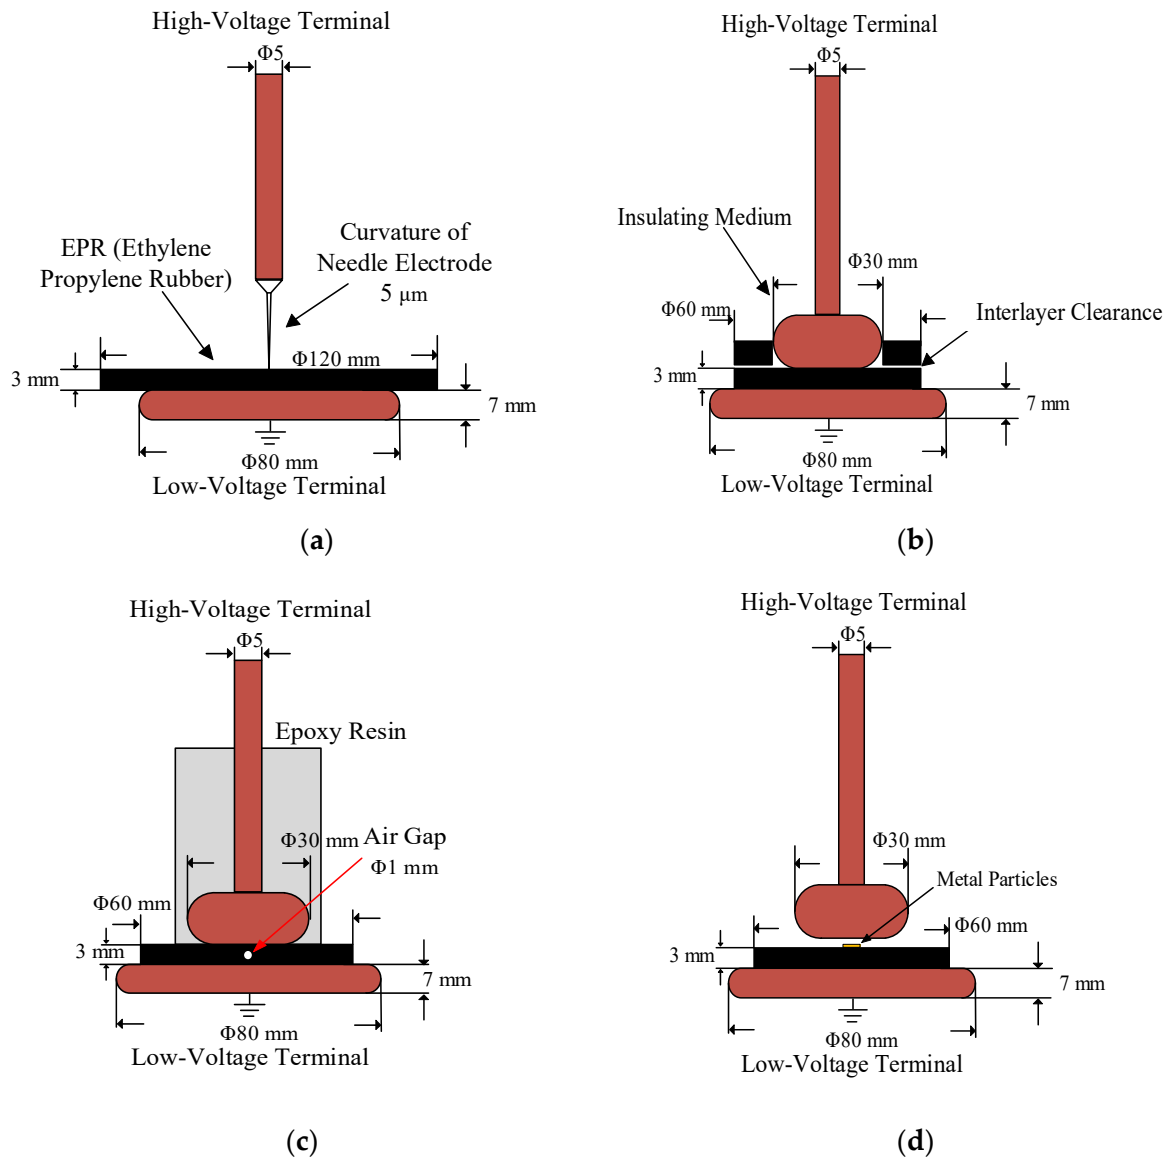 High-Voltage Terminal
Φ5
EPR (Ethylene
Propylene Rubber)
Curvature of
Needle Electrode
5 μm
Φ120 mm
3 mm
7 mm
Φ80 mm
Low-Voltage Terminal
(a)
High-Voltage Terminal
Φ5
Insulating Medium
Φ30 mm
Φ60 mm
Interlayer Clearance
3 mm
7 mm
Φ80 mm
Low-Voltage Terminal
(b)
High-Voltage Terminal
Φ5
Epoxy Resin
Φ30 mm
Air Gap
Φ1 mm
Φ60 mm
3 mm
7 mm
Φ80 mm
Low-Voltage Terminal
(c)
High-Voltage Terminal
Φ5
Φ30 mm
Metal Particles
Φ60 mm
3 mm
7 mm
Φ80 mm
Low-Voltage Terminal
(d)